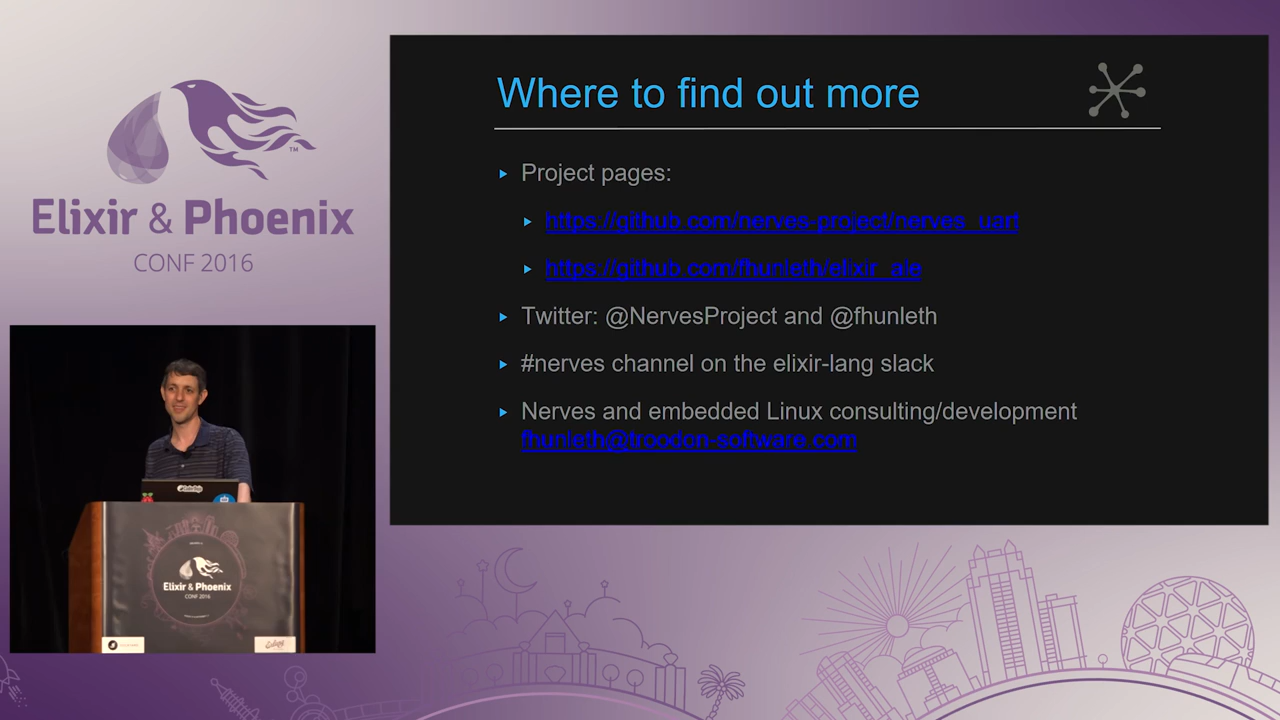 Elixir & Phoenix
TM
CONF 2016
Where to find out more
Project pages:
https://github.com/nerves-project/nerves_uart
https://github.com/fhunleth/elixir_ale
Twitter: @NervesProject and @fhunleth
#nerves channel on the elixir-lang slack
Nerves and embedded Linux consulting/development
fhunleth@troodon-software.com
Elixir & Phoenix
CONF 2016